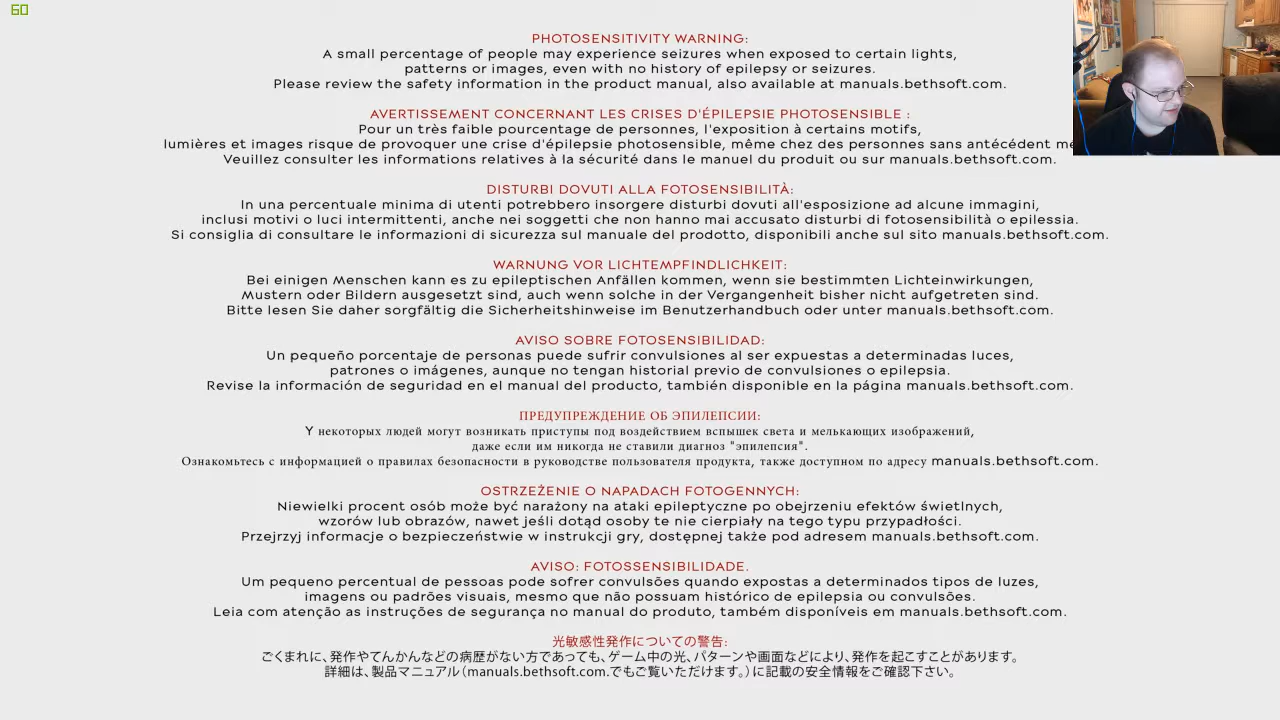 60
PHOTOSENSITIVITY WARNING:
A small percentage of people may experience seizures when exposed to certain lights,
patterns or images, even with no history of epilepsy or seizures.
Please review the safety information in the product manual, also available at manuals.bethsoft.com.
AVERTISSEMENT CONCERNANT LES CRISES D'ÉPILEPSIE PHOTOSENSIBLE :
Pour un très faible pourcentage de personnes, l'exposition à certains motifs,
lumières et images risque de provoquer une crise d'épilepsie photosensible, même chez des personnes sans antécédent
Veuillez consulter les informations relatives à la sécurité dans le manuel du produit ou sur manuals.bethsoft.com.
DISTURBI DOVUTI ALLA FOTOSENSIBILITÀ:
In una percentuale minima di utenti potrebbero insorgere disturbi dovuti all'esposizione ad alcune immagini,
inclusi motivi o luci intermittenti, anche nei soggetti che non hanno mai accusato disturbi di fotosensibilità o epilessia.
Si consiglia di consultare le informazioni di sicurezza sul manuale del prodotto, disponibili anche sul sito manuals.bethsoft.com.
WARNUNG VOR LICHTEMPFINDLICHKEIT:
Bei einigen Menschen kann es zu epileptischen Anfällen kommen, wenn sie bestimmten Lichteinwirkungen,
Mustern oder Bildern ausgesetzt sind, auch wenn solche in der Vergangenheit bisher nicht aufgetreten sind.
Bitte lesen Sie daher sorgfältig die Sicherheitshinweise im Benutzerhandbuch oder unter manuals.bethsoft.com.
AVISO SOBRE FOTOSENSIBILIDAD:
Un pequeño porcentaje de personas puede sufrir convulsiones al ser expuestas a determinadas luces,
patrones o imágenes, aunque no tengan historial previo de convulsiones o epilepsia.
Revise la información de seguridad en el manual del producto, también disponible en la página manuals.bethsoft.com.
ПРЕДУПРЕЖДЕНИЕ ОБ ЭПИЛЕПСИИ:
У некоторых людей могут возникать приступы под воздействием вспышек света и мелькающих изображений,
даже если им никогда не ставили диагноз "эпилепсия".
Ознакомьтесь с информацией о правилах безопасности в руководстве пользователя продукта, также доступном по адресу manuals.bethsoft.com.
OSTRZEŻENIE O NAPADACH FOTOGENNYCH:
Niewielki procent osób może być narażony na ataki epileptyczne po obejrzeniu efektów świetlnych,
wzorów lub obrazów, nawet jeśli dotąd osoby te nie cierpiały na tego typu przypadłości.
Przejrzyj informacje o bezpieczeństwie w instrukcji gry, dostępnej także pod adresem manuals.bethsoft.com.
AVISO: FOTOSSENSIBILIDADE.
Um pequeno percentual de pessoas pode sofrer convulsões quando expostas a determinados tipos de luzes,
imagens ou padrões visuais, mesmo que não possuam histórico de epilepsia ou convulsões.
Leia com atenção as instruções de segurança no manual do produto, também disponíveis em manuals.bethsoft.com.
光敏感性発作についての警告:
ごくまれに、発作やてんかんなどの病歴がない方であっても、ゲーム中の光、パターンや画面などにより、発作を起こすことがあります。
詳細は、製品マニュアル（manuals.bethsoft.com.でもご覧いただけます。）に記載の安全情報をご確認下さい。